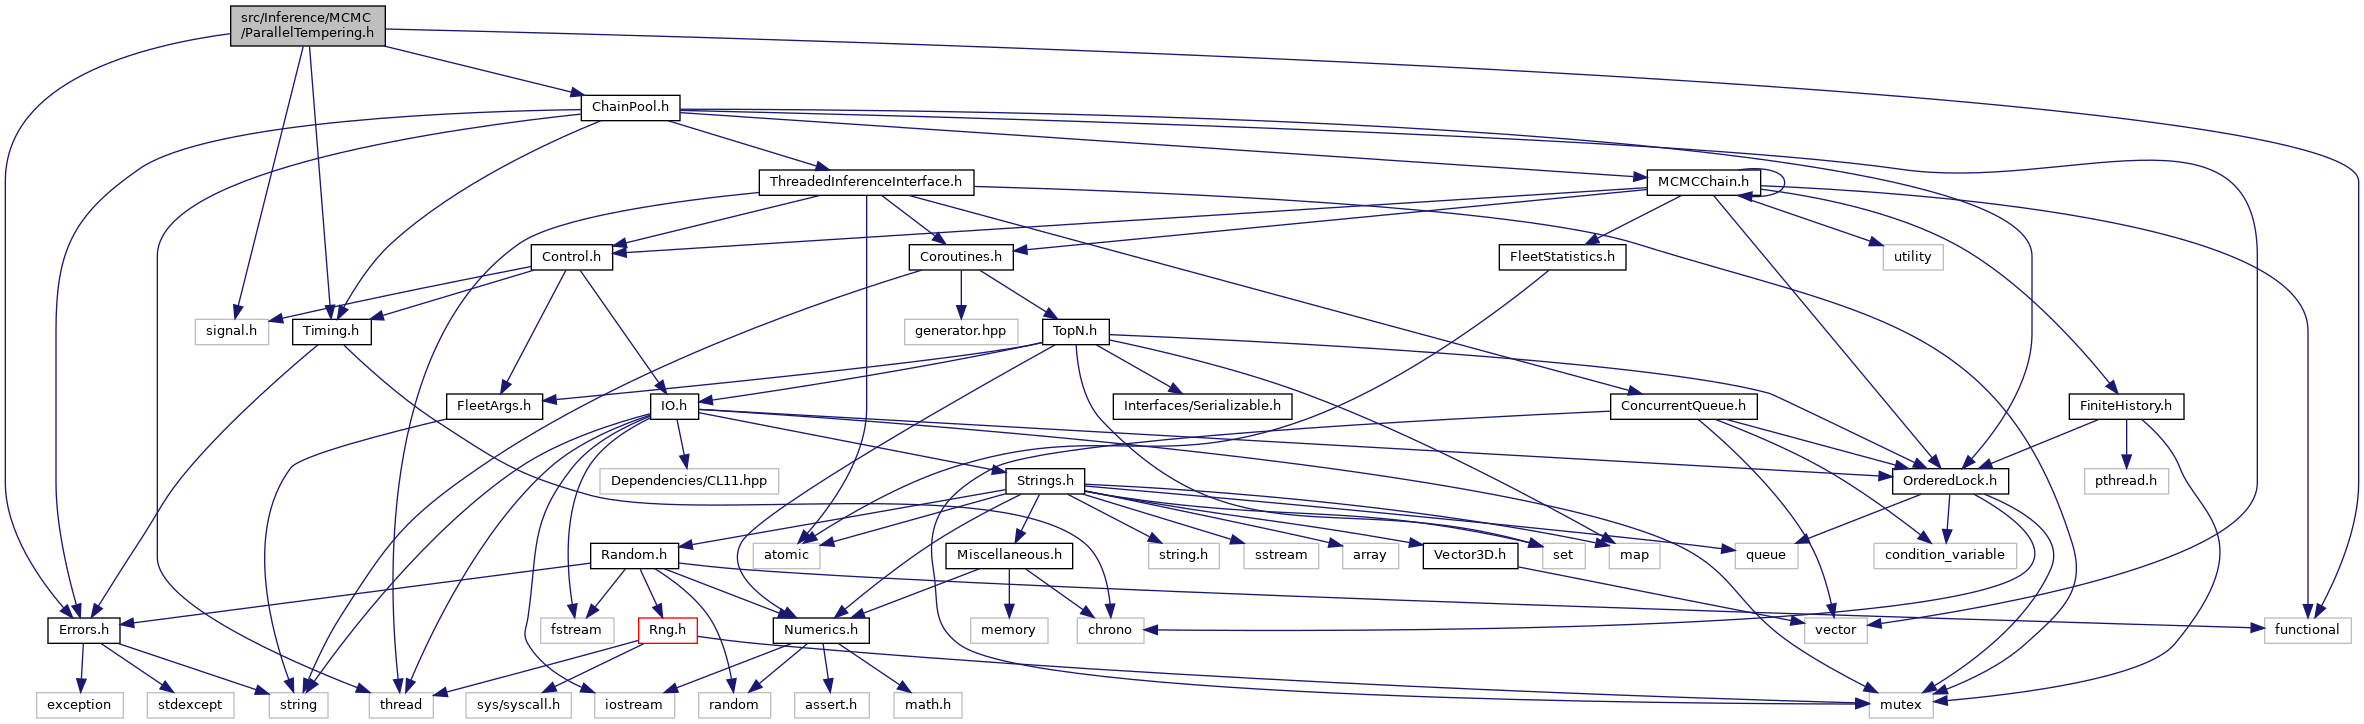 src/Inference/MCMC
/ParallelTempering.h
ChainPool.h
ThreadedInferenceInterface.h
MCMCChain.h
Control.h
Coroutines.h
FleetStatistics.h
utility
signal.h
Timing.h
generator.hpp
TopN.h
FleetArgs.h
IO.h
Interfaces/Serializable.h
ConcurrentQueue.h
FiniteHistory.h
Dependencies/CL11.hpp
Strings.h
OrderedLock.h
pthread.h
Random.h
atomic
Miscellaneous.h
string.h
sstream
array
Vector3D.h
set
map
queue
condition_variable
Errors.h
fstream
Rng.h
Numerics.h
memory
chrono
vector
functional
exception
stdexcept
string
thread
sys/syscall.h
iostream
random
assert.h
math.h
mutex